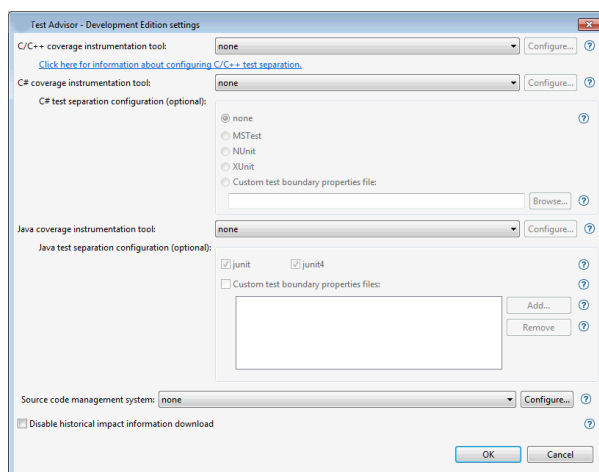 Test Advisor - Development Edition settings
C/C++ coverage instrumentation tool: none Configure...
Click here for information about configuring C/C++ test separation.
C# coverage instrumentation tool: none Configure...
C# test separation configuration (optional):
none
MSTest
NUnit
XUnit
Custom test boundary properties file:
Browse...
Java coverage instrumentation tool: none Configure...
Java test separation configuration (optional):
junit junit4
Custom test boundary properties files:
Add...
Remove
Source code management system: none Configure...
Disable historical impact information download
OK Cancel